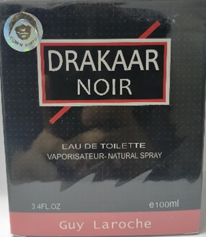 DRAKAAR
NOIR
EAU DE TOILETTE
VAPORISATEUR- NATURAL SPRAY
3.4FL.OZ e100ml
Guy Laroche